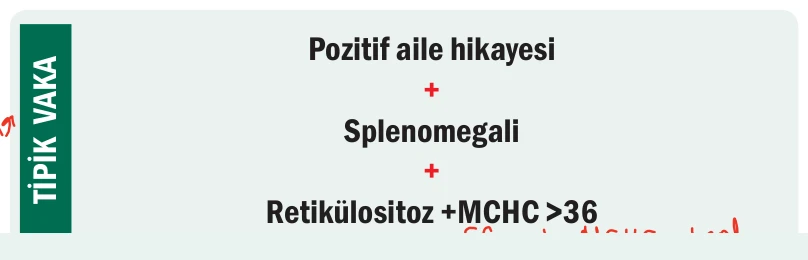 TİPİK VAKA
Pozitif aile hikayesi
+
Splenomegali
+
Retikülositoz +MCHC >36